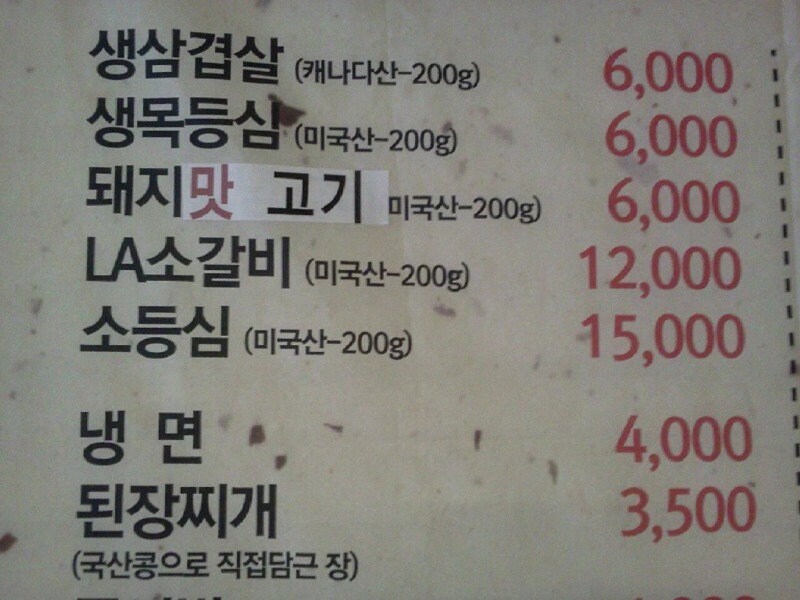 생삼겹살 (캐나다산-200g) 6,000
생목등심 (미국산-200g) 6,000
돼지맛 고기 미국산-200g) 6,000
LA소갈비 (미국산-200g) 12,000
소등심 (미국산-200g) 15,000
냉 면 4,000
된장찌개 3,500
(국산콩으로 직접담근 장)